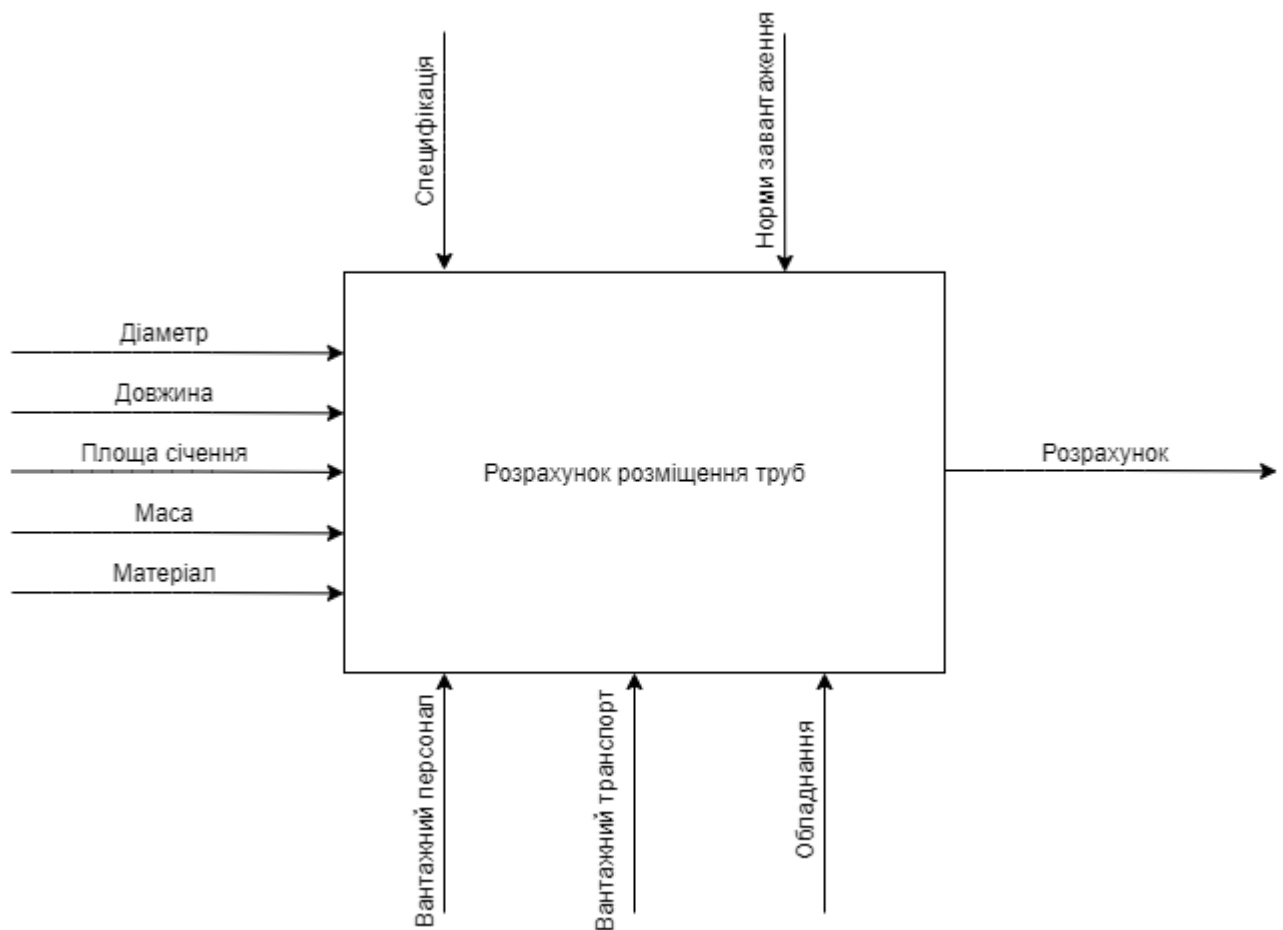 Специфікація
Норми завантаження
Діаметр
Довжина
Площа січення
Маса
Матеріал
Розрахунок розміщення труб
Розрахунок
Вантажний персонал
Вантажний транспорт
Обладнання